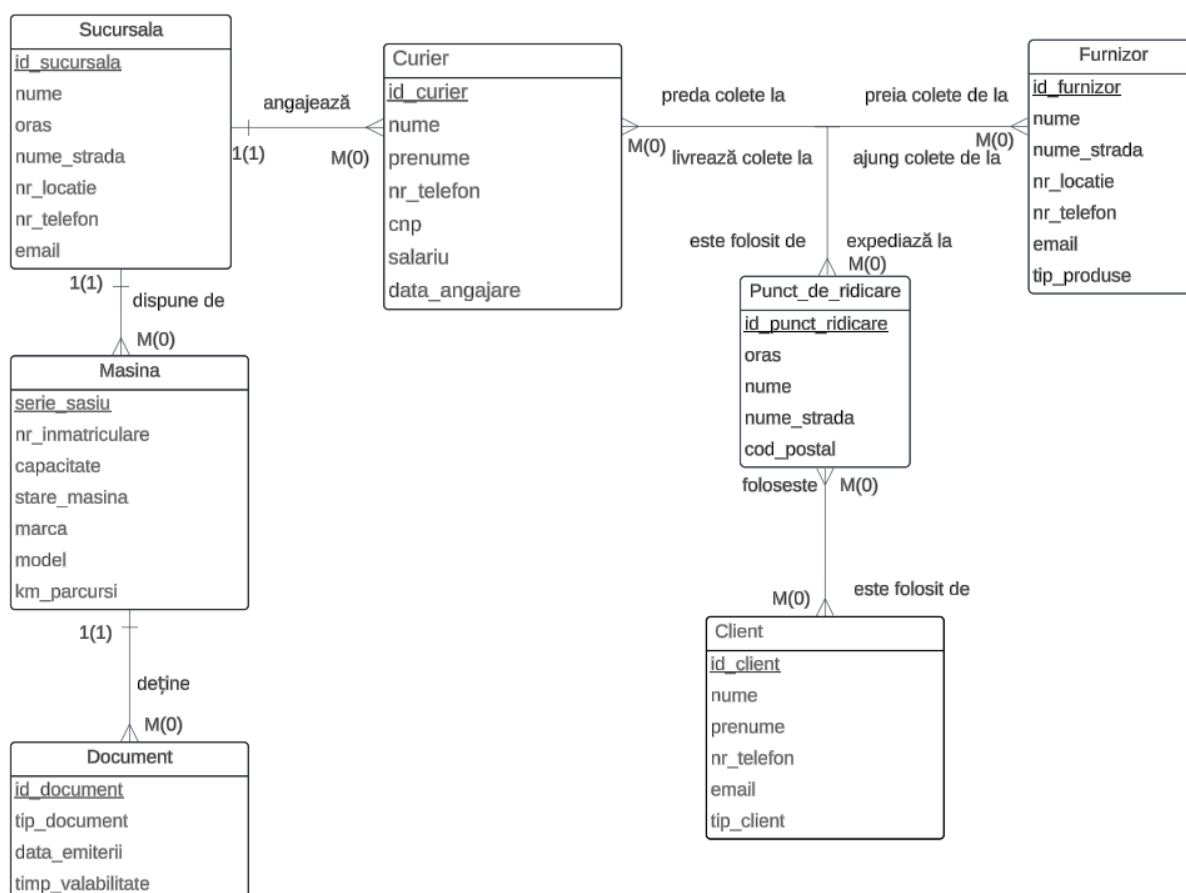 Sucursala
id_sucursala
nume
oras
nume_strada
nr_locatie
nr_telefon
email
angajează
1(1)
M(0)
Curier
id_curier
nume
prenume
nr_telefon
cnp
salariu
data_angajare
preda colete la
preia colete de la
M(0)
M(0)
livrează colete la
ajung colete de la
este folosit de
expediază la
M(0)
Furnizor
id_furnizor
nume
nume_strada
nr_locatie
nr_telefon
email
tip_produse
1(1)
dispune de
M(0)
Masina
serie_sasiu
nr_inmatriculare
capacitate
stare_masina
marca
model
km_parcursi
Punct_de_ridicare
id_punct_ridicare
oras
nume
nume_strada
cod_postal
foloseste
M(0)
este folosit de
M(0)
Client
id_client
nume
prenume
nr_telefon
email
tip_client
1(1)
deține
M(0)
Document
id_document
tip_document
data_emiterii
timp_valabilitate